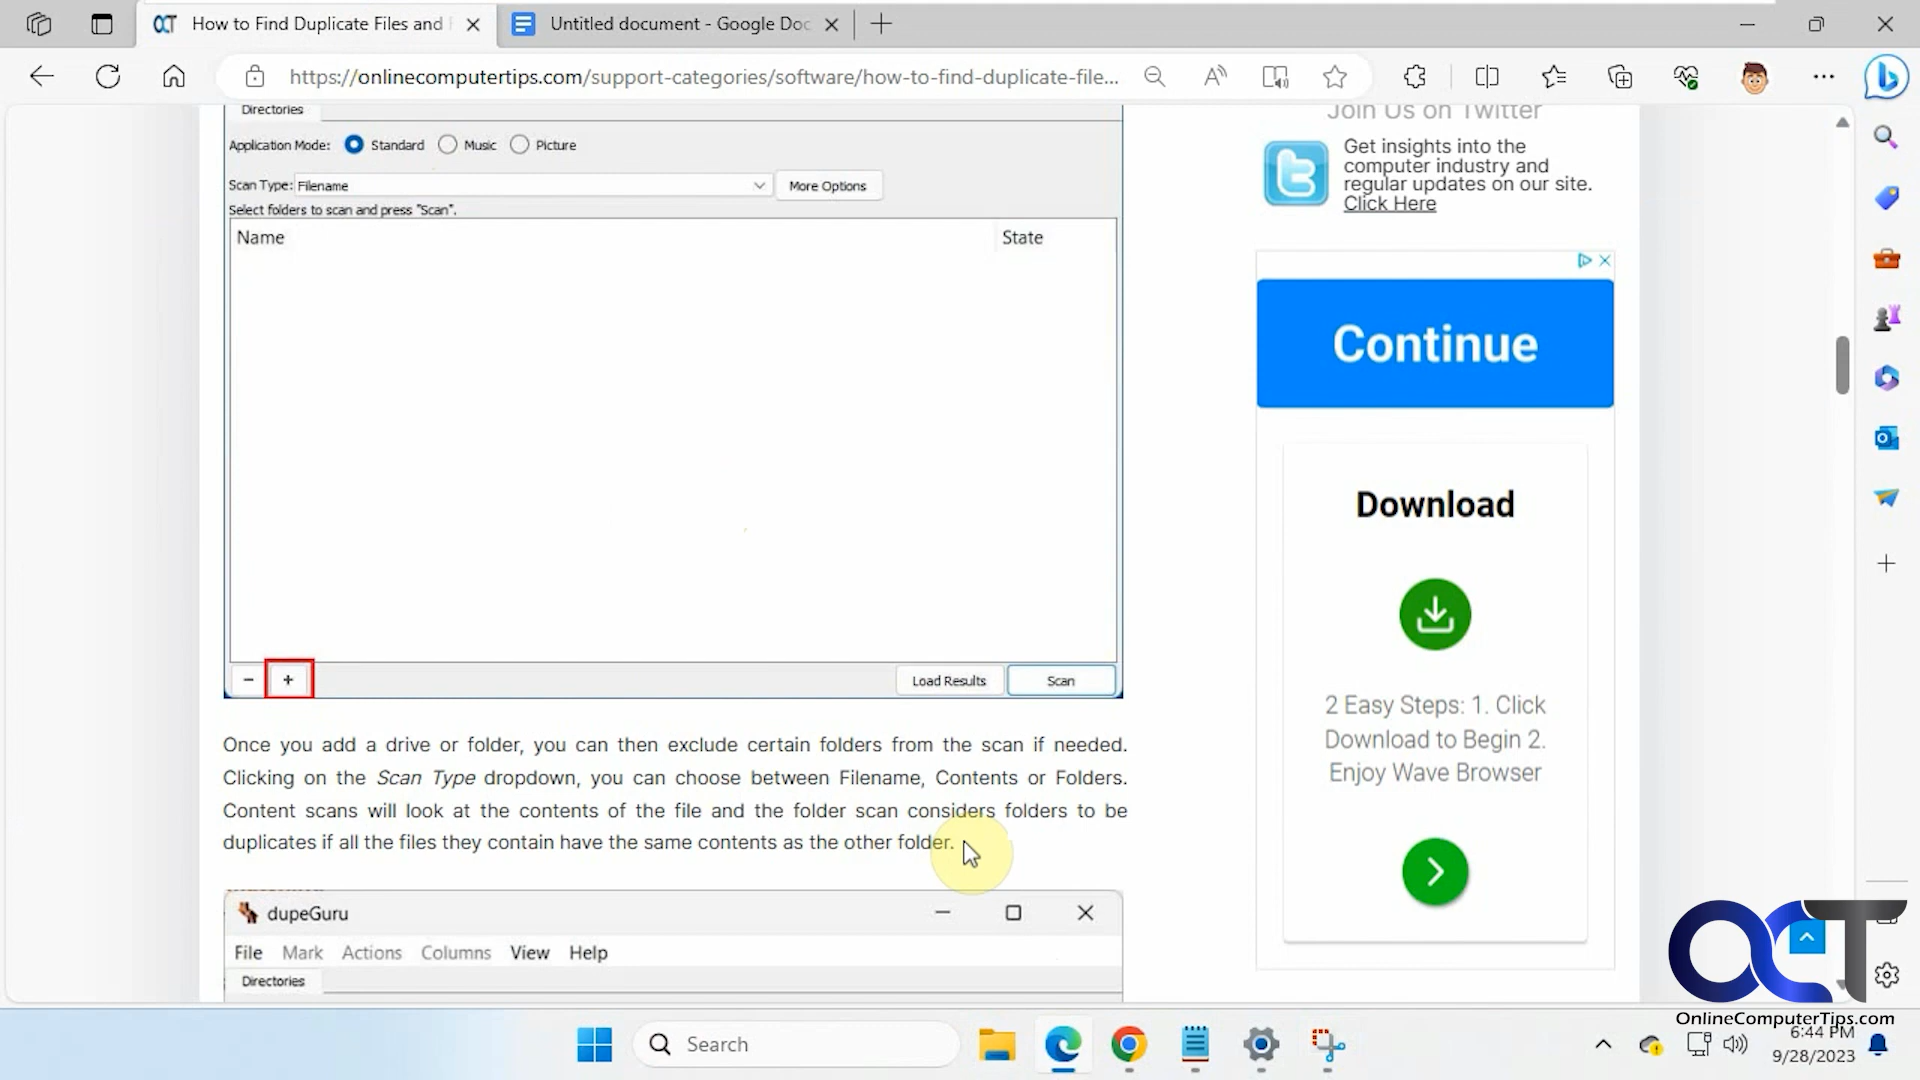 How to Find Duplicate Files and F
Untitled document - Google Doc
https://onlinecomputertips.com/support-categories/software/how-to-find-duplicate-file...
Directories
Application Mode: Standard Music Picture
Scan Type: Filename More Options
Select folders to scan and press "Scan".
Name State
- + Load Results Scan
Once you add a drive or folder, you can then exclude certain folders from the scan if needed.
Clicking on the Scan Type dropdown, you can choose between Filename, Contents or Folders.
Content scans will look at the contents of the file and the folder scan considers folders to be
duplicates if all the files they contain have the same contents as the other folder.
dupeGuru
File Mark Actions Columns View Help
Directories
Join Us on Twitter
Get insights into the
computer industry and
regular updates on our site.
Click Here
Continue
Download
2 Easy Steps: 1. Click
Download to Begin 2.
Enjoy Wave Browser
OCT
OnlineComputerTips.com
Search
6:44 PM
9/28/2023